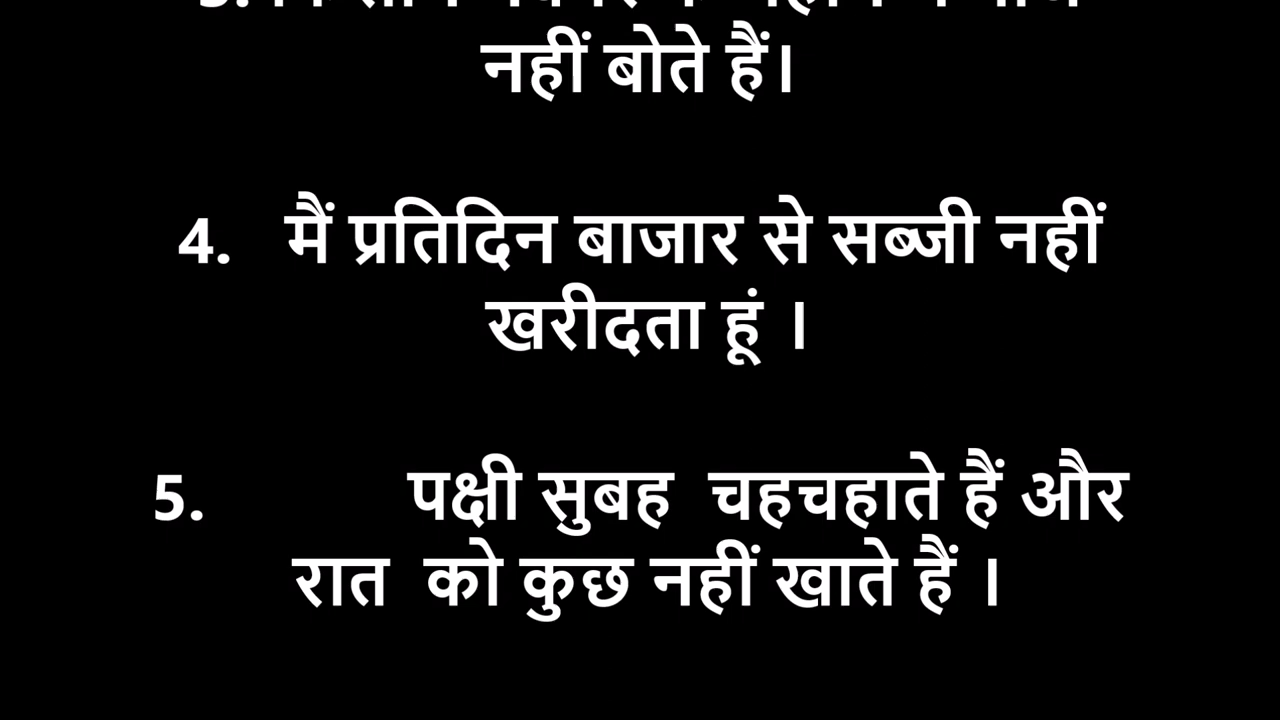 नहीं बोते हैं।
4. मैं प्रतिदिन बाजार से सब्जी नहीं
खरीदता हूं ।
5. पक्षी सुबह चहचहाते हैं और
रात को कुछ नहीं खाते हैं ।